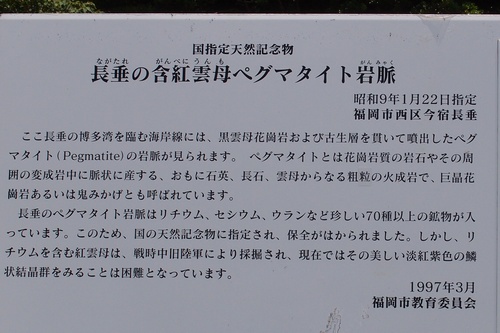 国指定天然記念物
ながたれ がんべにうんも がんみゃく
長垂の含紅雲母ペグマタイト岩脈
昭和9年1月22日指定
福岡市西区今宿長垂
ここ長垂の博多湾を臨む海岸線には、黒雲母花崗岩および古生層を貫いて噴出したペグ
マタイト(Pegmatite)の岩脈が見られます。 ペグマタイトとは花崗岩質の岩石やその周
囲の変成岩中に脈状に産する、おもに石英、長石、雲母からなる粗粒の火成岩で、巨晶花
崗岩あるいは鬼みかげとも呼ばれています。
長垂のペグマタイト岩脈はリチウム、セシウム、ウランなど珍しい70種以上の鉱物が入
っています。このため、国の天然記念物に指定され、保全がはかられました。しかし、リ
チウムを含む紅雲母は、戦時中旧陸軍により採掘され、現在ではその美しい淡紅紫色の鱗
状結晶群をみることは困難となっています。
1997年3月
福岡市教育委員会